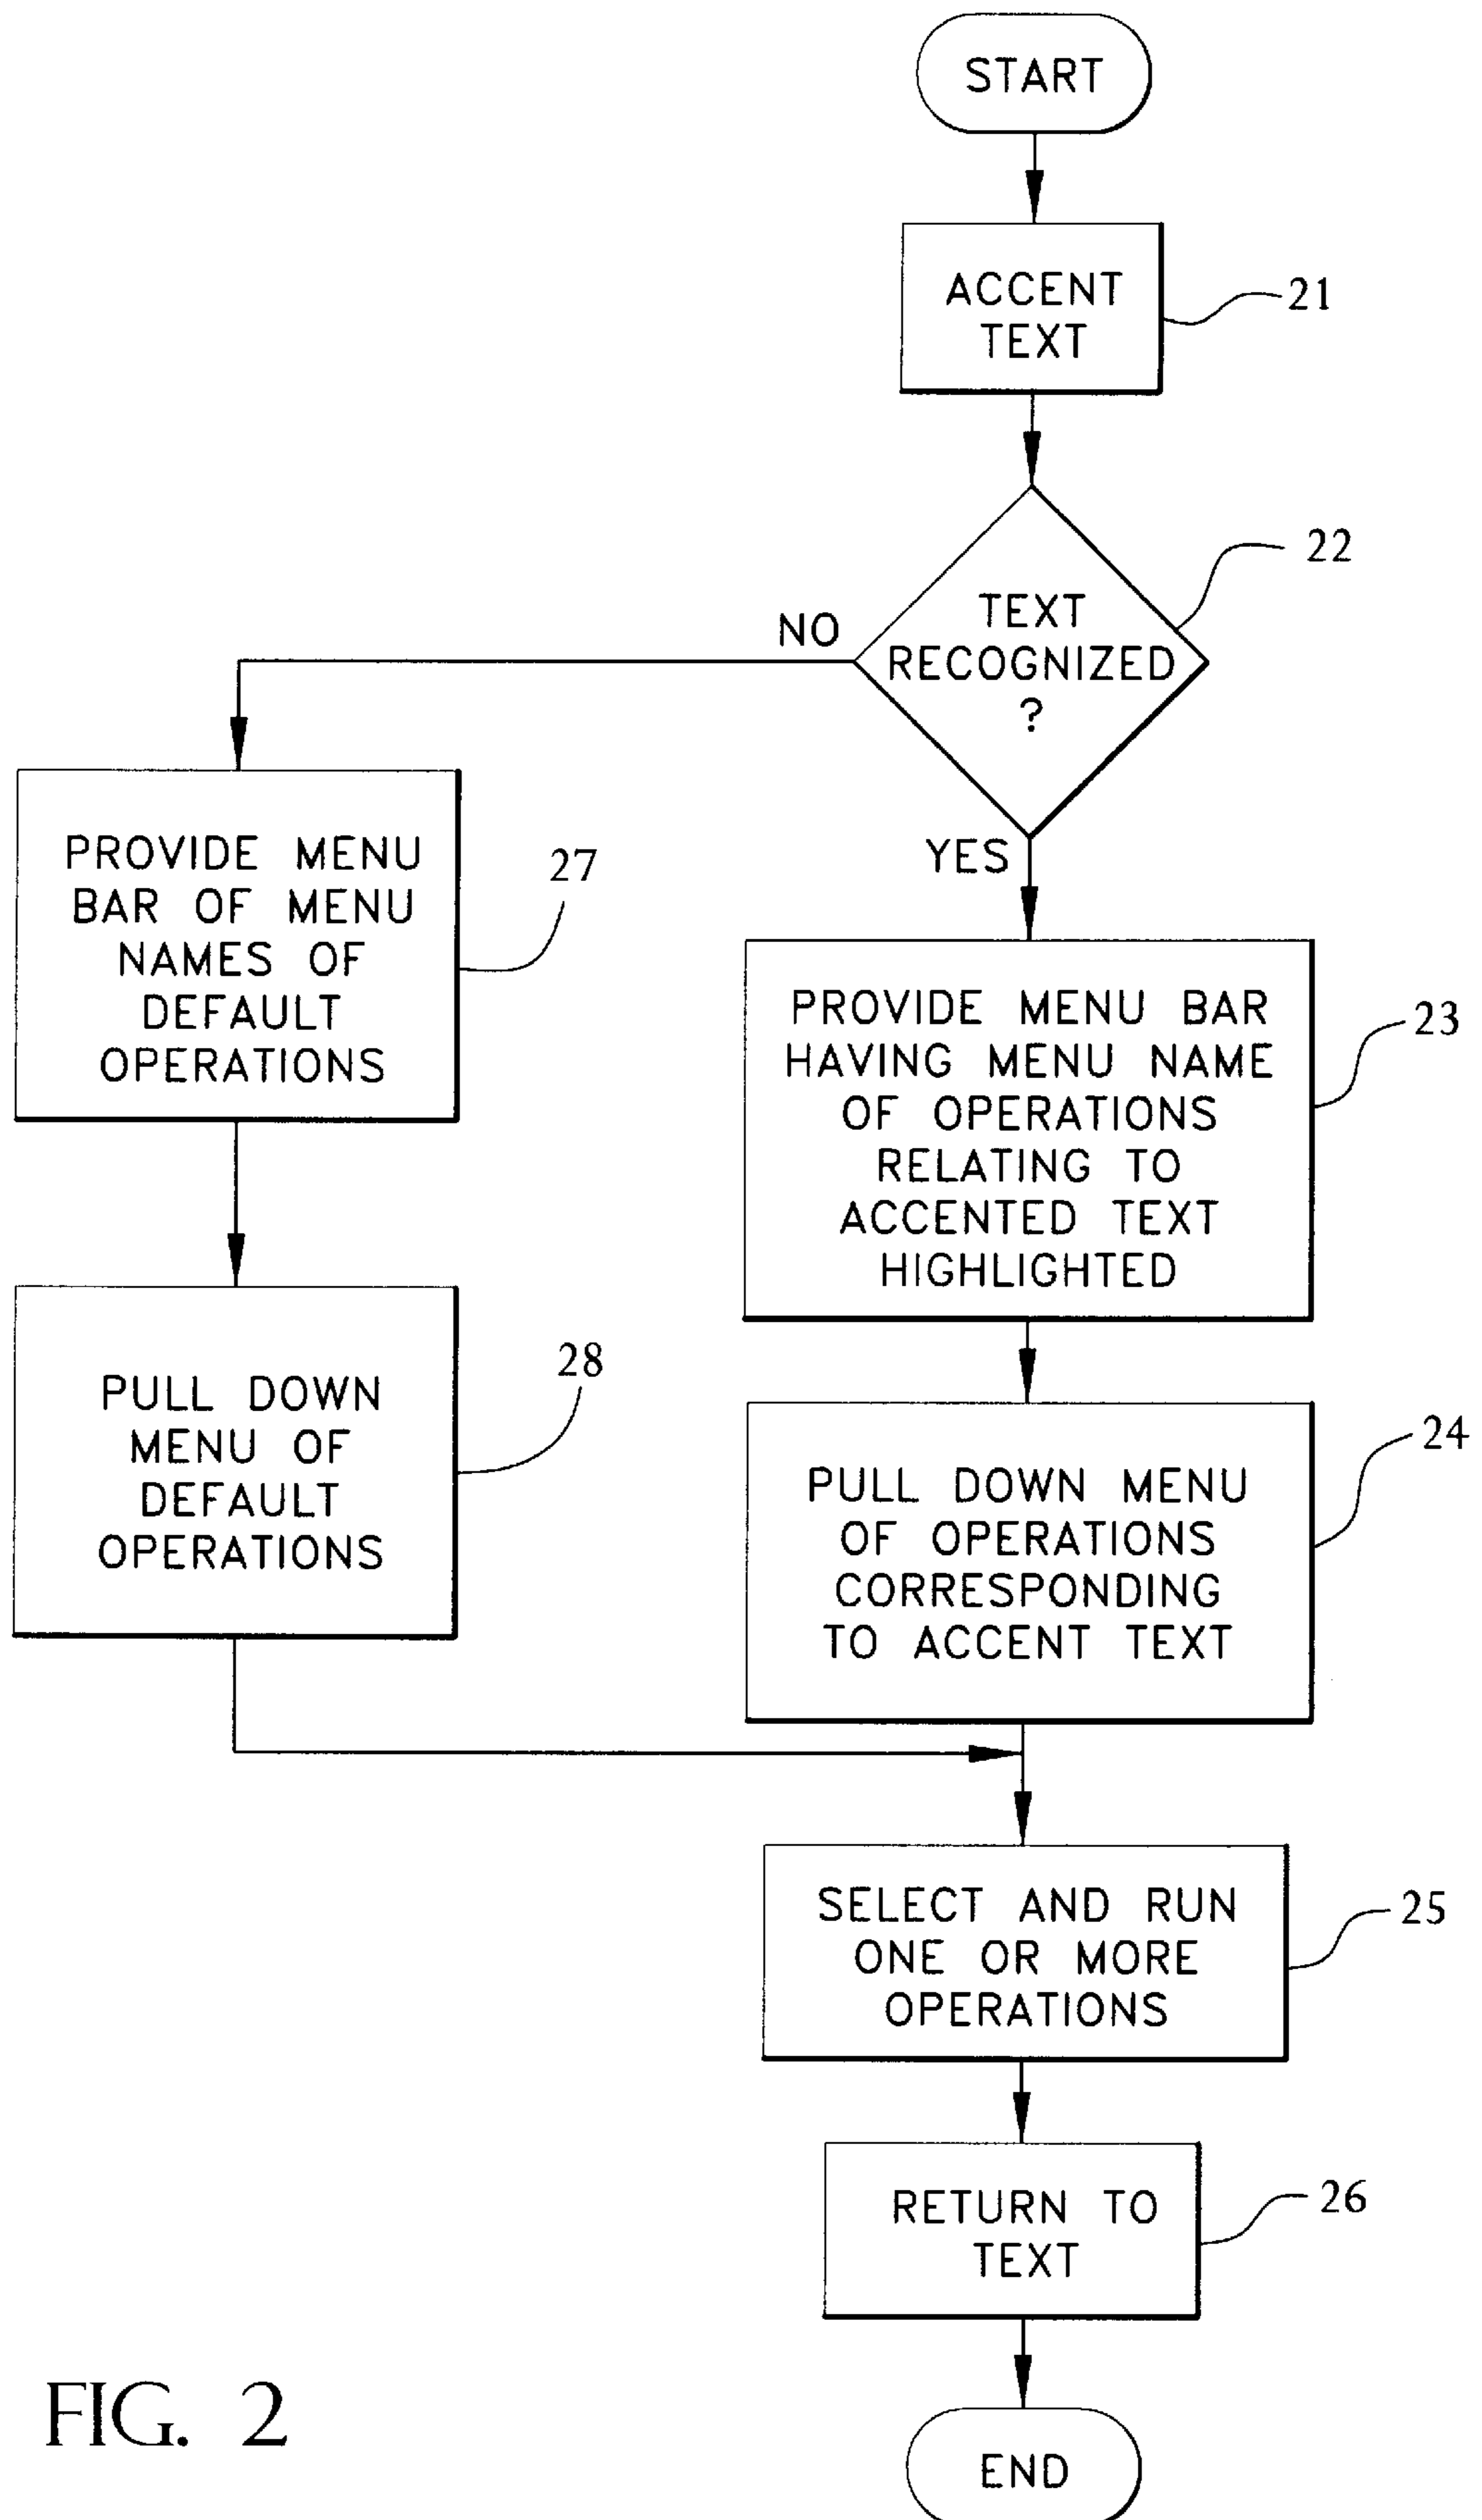 START
ACCENT
TEXT
21
TEXT
RECOGNIZED
?
22
NO
YES
PROVIDE MENU
BAR OF MENU
NAMES OF
DEFAULT
OPERATIONS
27
PROVIDE MENU BAR
HAVING MENU NAME
OF OPERATIONS
RELATING TO
ACCENTED TEXT
HIGHLIGHTED
23
PULL DOWN
MENU OF
DEFAULT
OPERATIONS
28
PULL DOWN MENU
OF OPERATIONS
CORRESPONDING
TO ACCENT TEXT
24
SELECT AND RUN
ONE OR MORE
OPERATIONS
25
RETURN TO
TEXT
26
END
FIG. 2